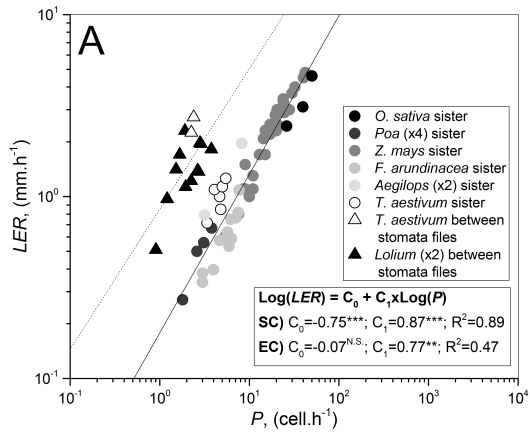 A
10¹
10⁰
10⁻¹
LER, (mm.h⁻¹)
10⁻¹ 10⁰ 10¹ 10² 10³ 10⁴
P, (cell.h⁻¹)
O. sativa sister
Poa (x4) sister
Z. mays sister
F. arundinacea sister
Aegilops (x2) sister
T. aestivum sister
T. aestivum between
stomata files
Lolium (x2) between
stomata files
Log(LER) = C₀ + C₁xLog(P)
SC) C₀=-0.75***; C₁=0.87***; R²=0.89
EC) C₀=-0.07ᴺ·ˢ·; C₁=0.77**; R²=0.47